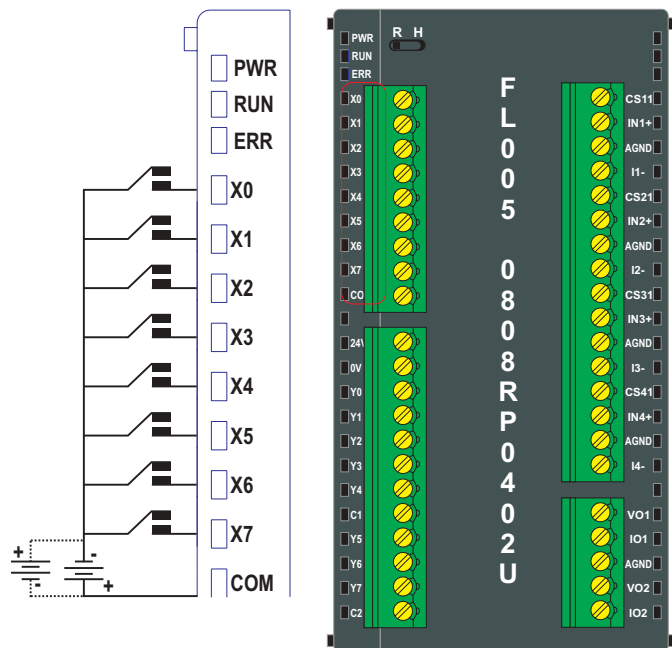 PWR
RUN
ERR
X0
X1
X2
X3
X4
X5
X6
X7
COM
+
-
-
+
R H
PWR
RUN
ERR
X0
X1
X2
X3
X4
X5
X6
X7
CO
24V
0V
Y0
Y1
Y2
Y3
Y4
C1
Y5
Y6
Y7
C2
FL005 0808RP0402U
CS11
IN1+
AGND
I1-
CS21
IN2+
AGND
I2-
CS31
IN3+
AGND
I3-
CS41
IN4+
AGND
I4-
VO1
IO1
AGND
VO2
IO2